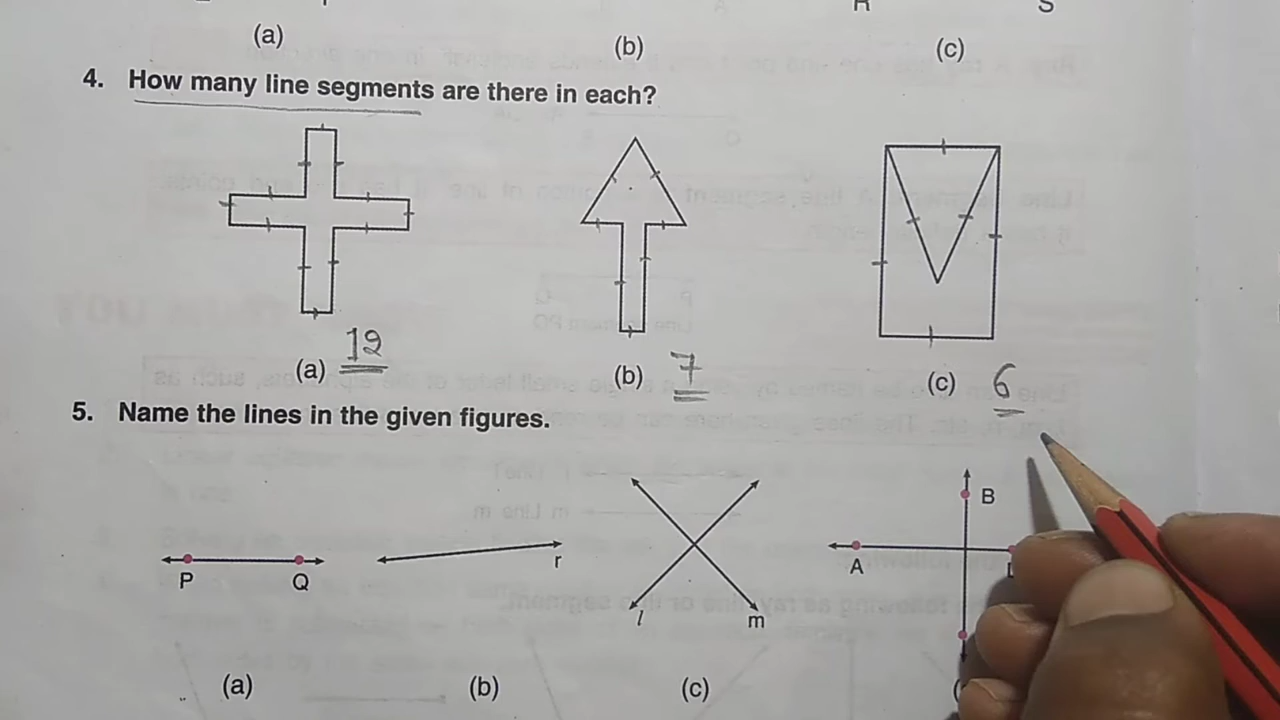 S
(a) (b) (c)
4. How many line segments are there in each?
(a) 12 (b) 7 (c) 6
5. Name the lines in the given figures.
B
r
P Q A
l m
(a) (b) (c)